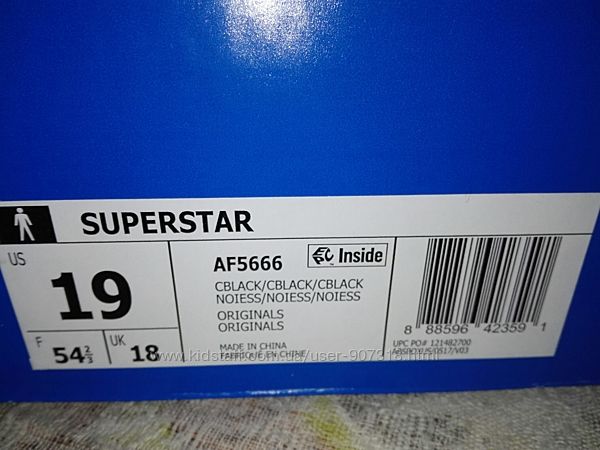 SUPERSTAR
US
19
F
54⅔
UK
18
AF5666
Inside
CBLACK/CBLACK/CBLACK
NOIESS/NOIESS/NOIESS
ORIGINALS
ORIGINALS
MADE IN CHINA
FABRIQUE EN CHINE
8 88596 42359 1
UPC PO# 121482700